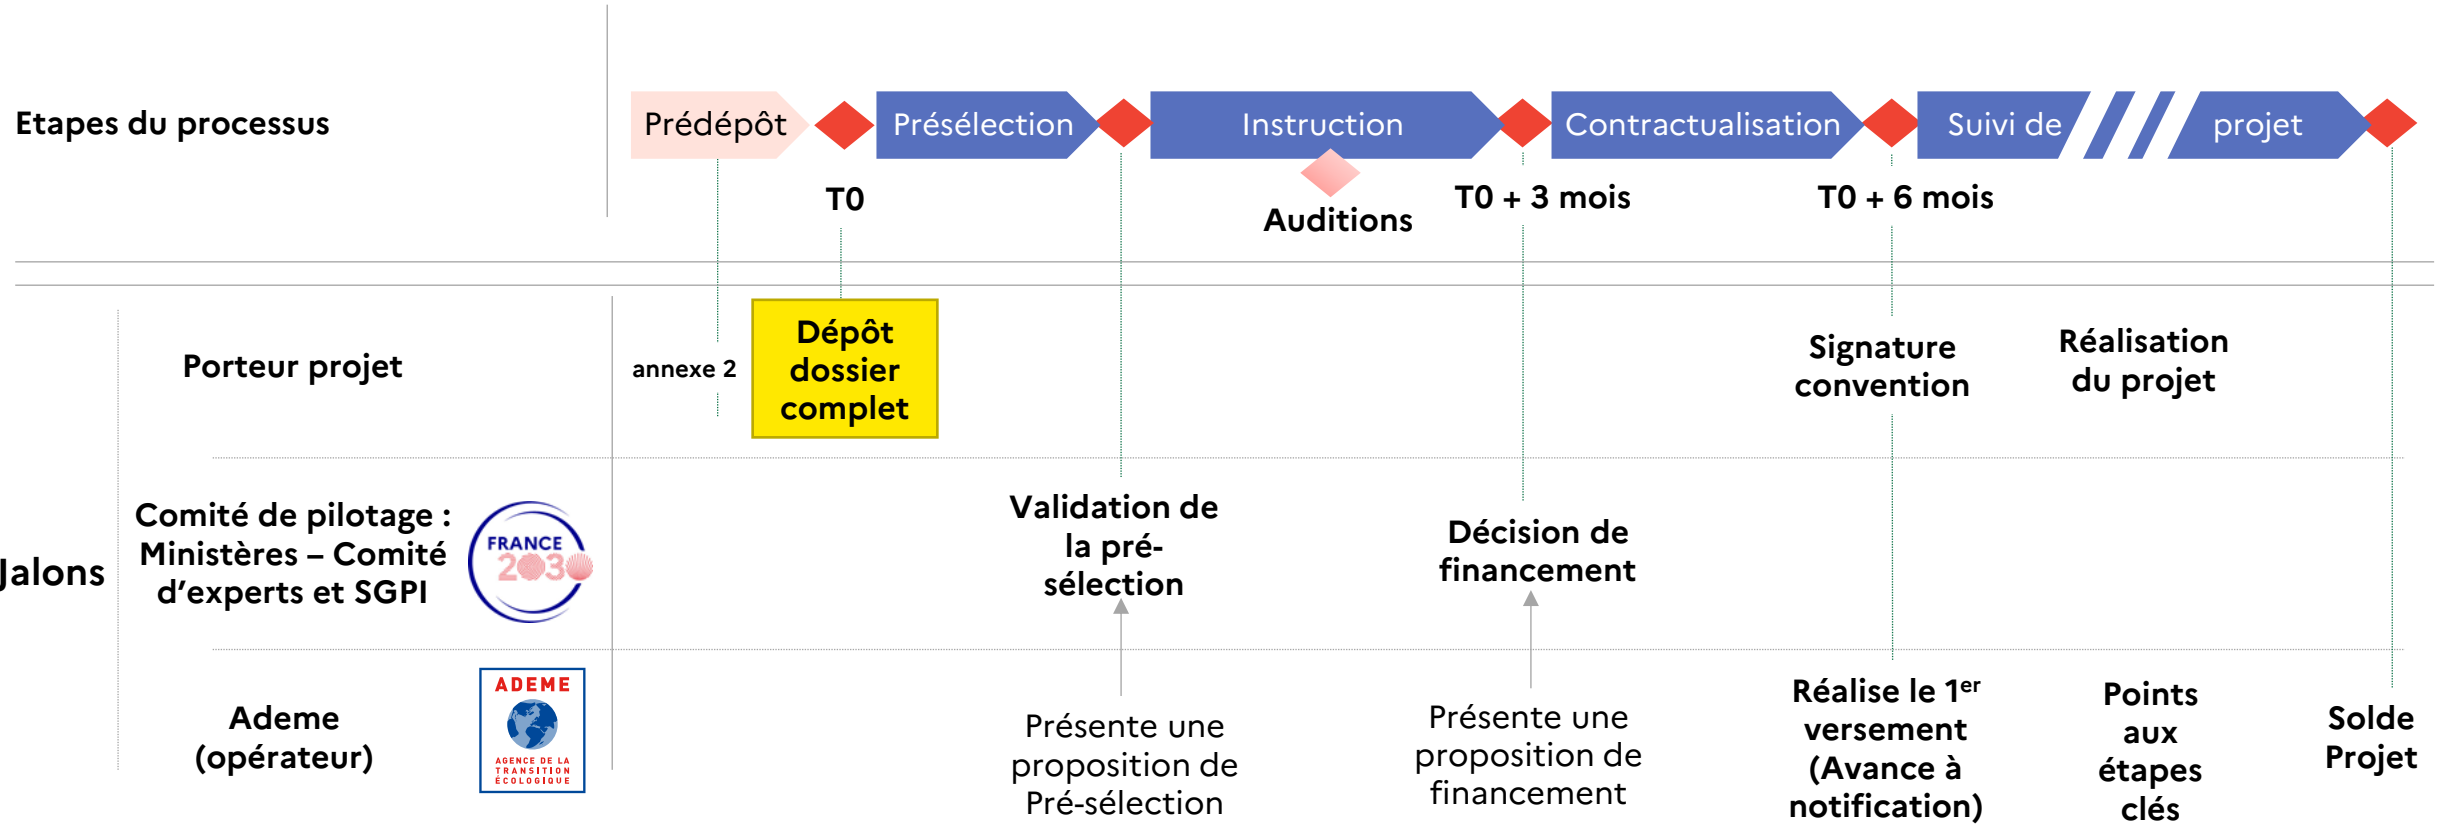 Etapes du processus
Prédépôt
Présélection
Instruction
Contractualisation
Suivi de
projet
T0
Auditions
T0 + 3 mois
T0 + 6 mois
Jalons
Porteur projet
annexe 2
Dépôt
dossier
complet
Signature
convention
Réalisation
du projet
Comité de pilotage :
Ministères – Comité
d'experts et SGPI
FRANCE
2030
Validation de
la pré-
sélection
Décision de
financement
Ademe
(opérateur)
ADEME
AGENCE DE LA
TRANSITION
ÉCOLOGIQUE
Présente une
proposition de
Pré-sélection
Présente une
proposition de
financement
Réalise le 1er
versement
(Avance à
notification)
Points
aux
étapes
clés
Solde
Projet